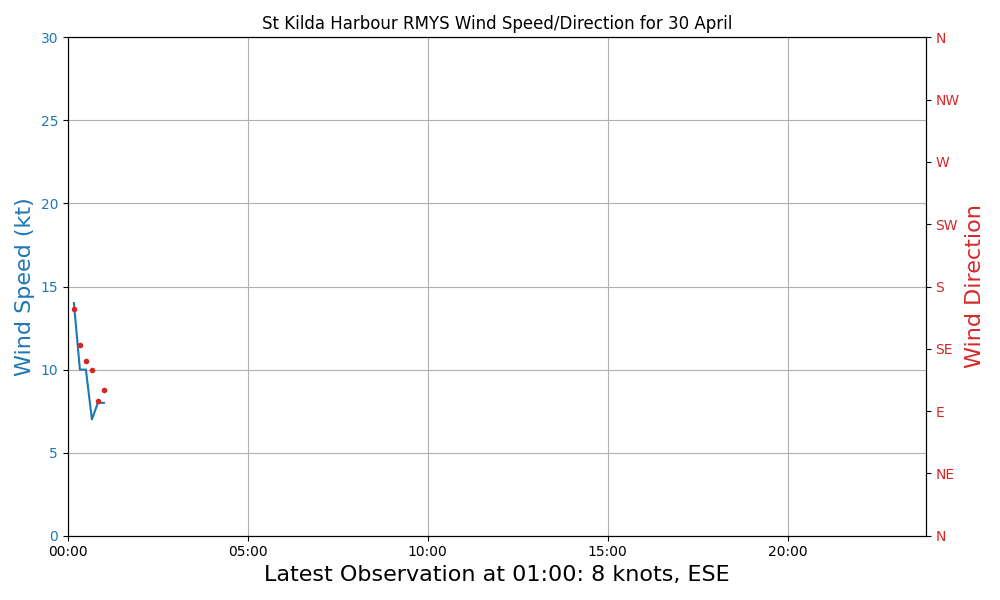 St Kilda Harbour RMYS Wind Speed/Direction for 30 April
30
25
20
15
10
5
0
Wind Speed (kt)
00:00
05:00
10:00
15:00
20:00
N
NW
W
SW
S
SE
E
NE
N
Wind Direction
Latest Observation at 01:00: 8 knots, ESE